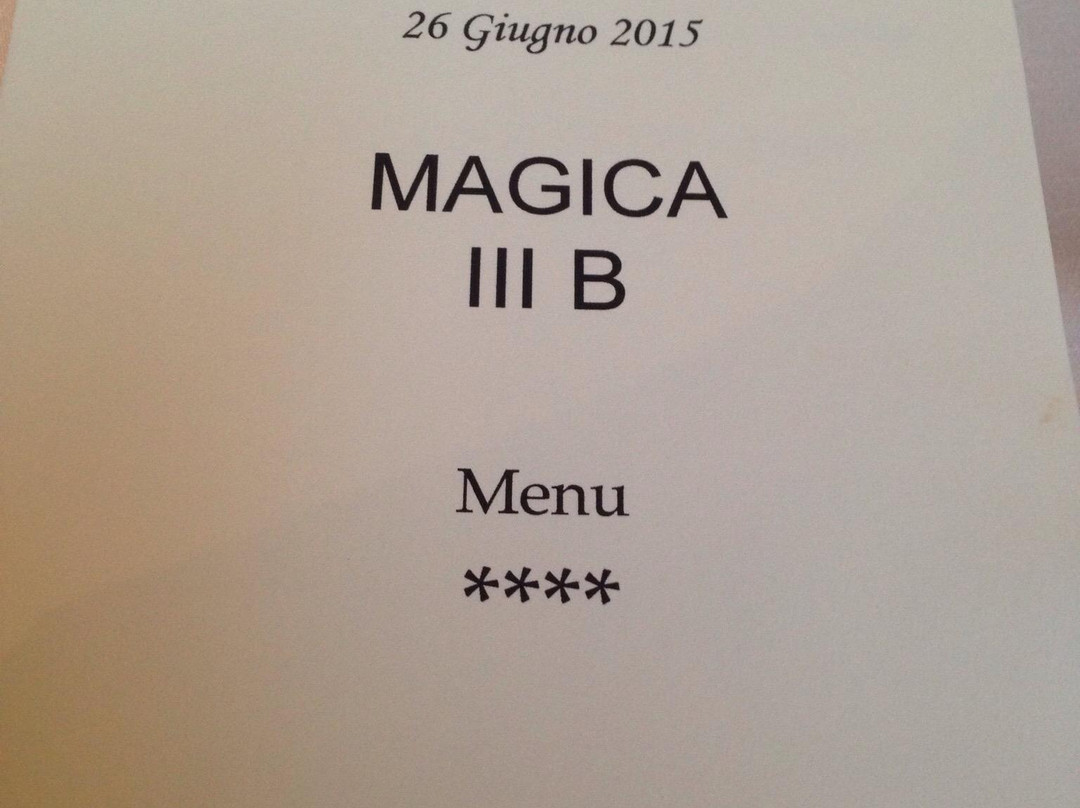 26 Giugno 2015
MAGICA
III B
Menu
****